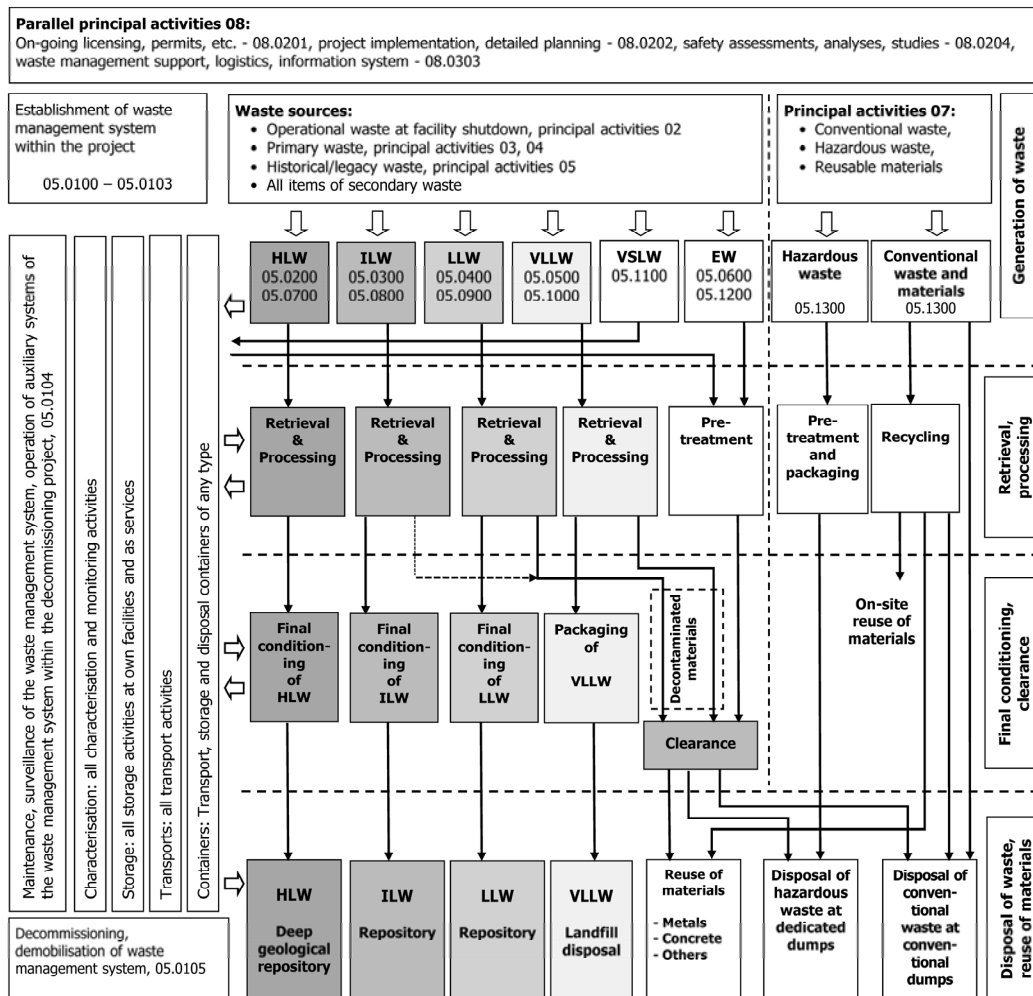 Parallel principal activities 08:
On-going licensing, permits, etc. - 08.0201, project implementation, detailed planning - 08.0202, safety assessments, analyses, studies - 08.0204,
waste management support, logistics, information system - 08.0303
Establishment of waste
management system
within the project
05.0100 – 05.0103
Waste sources:
• Operational waste at facility shutdown, principal activities 02
• Primary waste, principal activities 03, 04
• Historical/legacy waste, principal activities 05
• All items of secondary waste
Principal activities 07:
• Conventional waste,
• Hazardous waste,
• Reusable materials
Generation of waste
HLW
05.0200
05.0700
ILW
05.0300
05.0800
LLW
05.0400
05.0900
VLLW
05.0500
05.1000
VSLW
05.1100
EW
05.0600
05.1200
Hazardous
waste
05.1300
Conventional
waste and
materials
05.1300
Maintenance, surveillance of the waste management system, operation of auxiliary systems of
the waste management system within the decommissioning project, 05.0104
Characterisation: all characterisation and monitoring activities
Storage: all storage activities at own facilities and as services
Transports: all transport activities
Containers: Transport, storage and disposal containers of any type
Retrieval
&
Processing
Retrieval
&
Processing
Retrieval
&
Processing
Retrieval
&
Processing
Pre-
treatment
Pre-
treatment
and
packaging
Recycling
Retrieval,
processing
Final
condition-
ing
of
HLW
Final
condition-
ing
of
ILW
Final
condition-
ing of
LLW
Packaging
of
VLLW
Decontaminated
materials
Clearance
On-site
reuse
of materials
Final conditioning,
clearance
HLW
Deep
geological
repository
ILW
Repository
LLW
Repository
VLLW
Landfill
disposal
Reuse of
materials
- Metals
- Concrete
- Others
Disposal of
hazardous
waste at
dedicated
dumps
Disposal of
conven-
tional
waste at
conven-
tional
dumps
Disposal of waste,
reuse of materials
Decommissioning,
demobilisation of waste
management system, 05.0105